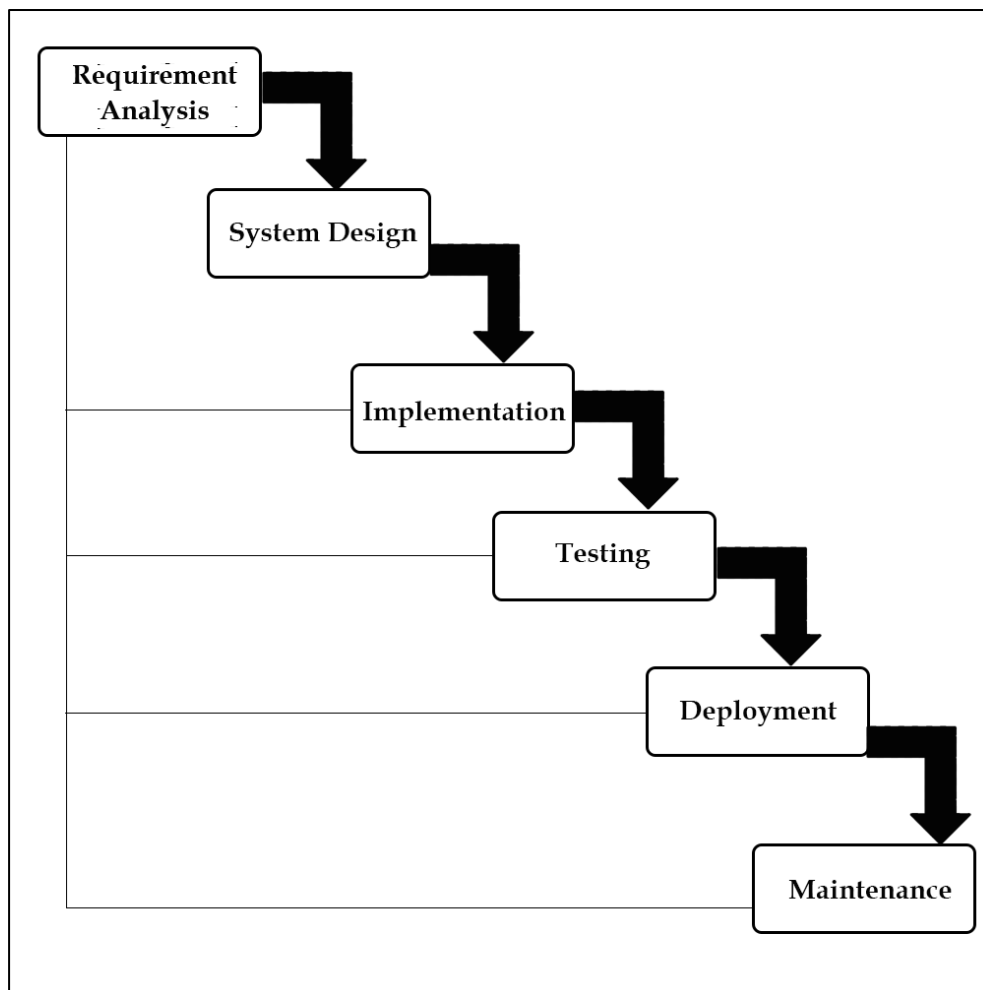 Requirement
Analysis
System Design
Implementation
Testing
Deployment
Maintenance